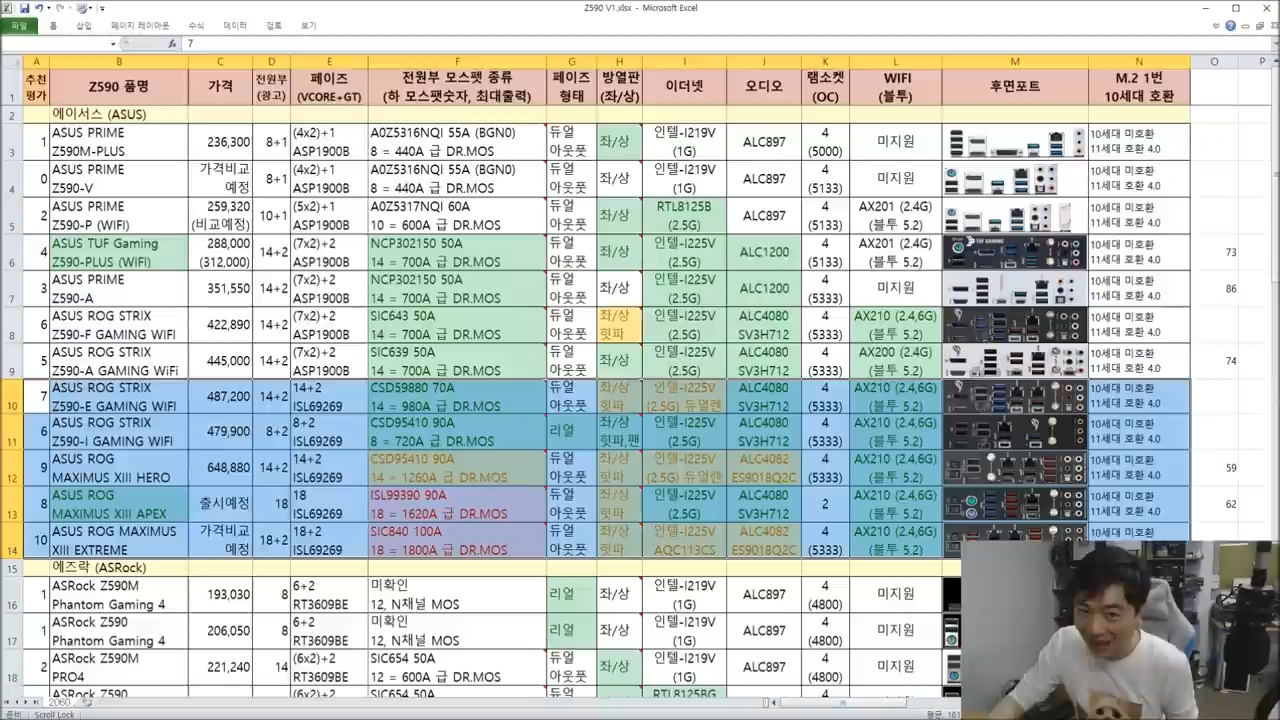 Z590 V1.xlsx - Microsoft Excel
파일 홈 삽입 페이지 레이아웃 수식 데이터 검토 보기
fx 7
A B C D E F G H I J K L M N O P
1 추천 평가 Z590 품명 가격 전원부 (광고) 페이즈 (VCORE+GT) 전원부 모스펫 종류 (하 모스펫숫자, 최대출력) 페이즈 형태 방열판 (좌/상) 이더넷 오디오 램소켓 (OC) WIFI (블투) 후면포트 M.2 1번 10세대 호환
2 에이서스 (ASUS)
3 1 ASUS PRIME Z590M-PLUS 236,300 8+1 (4x2)+1 ASP1900B A0Z5316NQI 55A (BGN0) 8 = 440A 급 DR.MOS 듀얼 아웃풋 좌/상 인텔-I219V (1G) ALC897 4 (5000) 미지원 10세대 미호환 11세대 호환 4.0
4 0 ASUS PRIME Z590-V 가격비교 예정 8+1 (4x2)+1 ASP1900B A0Z5316NQI 55A (BGN0) 8 = 440A 급 DR.MOS 듀얼 아웃풋 좌/상 인텔-I219V (1G) ALC897 4 (5133) 미지원 10세대 미호환 11세대 호환 4.0
5 2 ASUS PRIME Z590-P (WIFI) 259,320 (비교예정) 10+1 (5x2)+1 ASP1900B A0Z5317NQI 60A 10 = 600A 급 DR.MOS 듀얼 아웃풋 좌/상 RTL8125B (2.5G) ALC897 4 (5133) AX201 (2.4G) (블투 5.2) 10세대 미호환 11세대 호환 4.0
6 4 ASUS TUF Gaming Z590-PLUS (WIFI) 288,000 (312,000) 14+2 (7x2)+2 ASP1900B NCP302150 50A 14 = 700A 급 DR.MOS 듀얼 아웃풋 좌/상 인텔-I225V (2.5G) ALC1200 4 (5133) AX201 (2.4G) (블투 5.2) TUF GAMING 10세대 미호환 11세대 호환 4.0 73
7 3 ASUS PRIME Z590-A 351,550 14+2 (7x2)+2 ASP1900B NCP302150 50A 14 = 700A 급 DR.MOS 듀얼 아웃풋 좌/상 인텔-I225V (2.5G) ALC1200 4 (5333) 미지원 10세대 미호환 11세대 호환 4.0 86
8 6 ASUS ROG STRIX Z590-F GAMING WIFI 422,890 14+2 (7x2)+2 ASP1900B SIC643 50A 14 = 700A 급 DR.MOS 듀얼 아웃풋 좌/상 힛파 인텔-I225V (2.5G) ALC4080 SV3H712 4 (5333) AX210 (2.4,6G) (블투 5.2) 10세대 미호환 11세대 호환 4.0
9 5 ASUS ROG STRIX Z590-A GAMING WiFi 445,000 14+2 (7x2)+2 ASP1900B SIC639 50A 14 = 700A 급 DR.MOS 듀얼 아웃풋 좌/상 인텔-I225V (2.5G) ALC4080 SV3H712 4 (5333) AX200 (2.4G) (블투 5.2) 10세대 미호환 11세대 호환 4.0 74
10 7 ASUS ROG STRIX Z590-E GAMING WIFI 487,200 14+2 14+2 ISL69269 CSD59880 70A 14 = 980A 급 DR.MOS 듀얼 아웃풋 좌/상 힛파 인텔-I225V (2.5G) 듀얼랜 ALC4080 SV3H712 4 (5333) AX210 (2.4,6G) (블투 5.2) 10세대 미호환 11세대 호환 4.0
11 6 ASUS ROG STRIX Z590-I GAMING WIFI 479,900 8+2 8+2 ISL69269 CSD95410 90A 8 = 720A 급 DR.MOS 리얼 좌/상 힛파,팬 인텔-I225V (2.5G) ALC4080 SV3H712 4 (5333) AX210 (2.4,6G) (블투 5.2) 10세대 미호환 11세대 호환 4.0
12 9 ASUS ROG MAXIMUS XIII HERO 648,880 14+2 14+2 ISL69269 CSD95410 90A 14 = 1260A 급 DR.MOS 듀얼 아웃풋 좌/상 힛파 인텔-I225V (2.5G) 듀얼랜 ALC4082 ES9018Q2C 4 (5333) AX210 (2.4,6G) (블투 5.2) 10세대 미호환 11세대 호환 4.0 59
13 8 ASUS ROG MAXIMUS XIII APEX 출시예정 18 18 ISL69269 ISL99390 90A 18 = 1620A 급 DR.MOS 듀얼 아웃풋 좌/상 힛파 인텔-I225V (2.5G) ALC4080 SV3H712 2 AX210 (2.4,6G) (블투 5.2) 10세대 미호환 11세대 호환 4.0 62
14 10 ASUS ROG MAXIMUS XIII EXTREME 가격비교 예정 18+2 18+2 ISL69269 SIC840 100A 18 = 1800A 급 DR.MOS 듀얼 아웃풋 좌/상 힛파 인텔-I225V AQC113CS ALC4082 ES9018Q2C 4 (5333) AX210 (2.4,6G) (블투 5.2) 10세대 미호환
15 에즈락 (ASRock)
16 1 ASRock Z590M Phantom Gaming 4 193,030 8 6+2 RT3609BE 미확인 12, N채널 MOS 리얼 좌/상 인텔-I219V (1G) ALC897 4 (4800) 미지원
17 1 ASRock Z590 Phantom Gaming 4 206,050 8 6+2 RT3609BE 미확인 12, N채널 MOS 리얼 좌/상 인텔-I219V (1G) ALC897 4 (4800) 미지원
18 2 ASRock Z590M PRO4 221,240 14 (6x2)+2 RT3609BE SIC654 50A 12 = 600A 급 DR.MOS 듀얼 아웃풋 좌/상 인텔-I219V (1G) ALC897 4 (4800) 미지원
ASRock Z590 (6x2)+2 SIC654 50A 듀얼 RTL8125BG 4
2060
준비 Scroll Lock 평균: 161